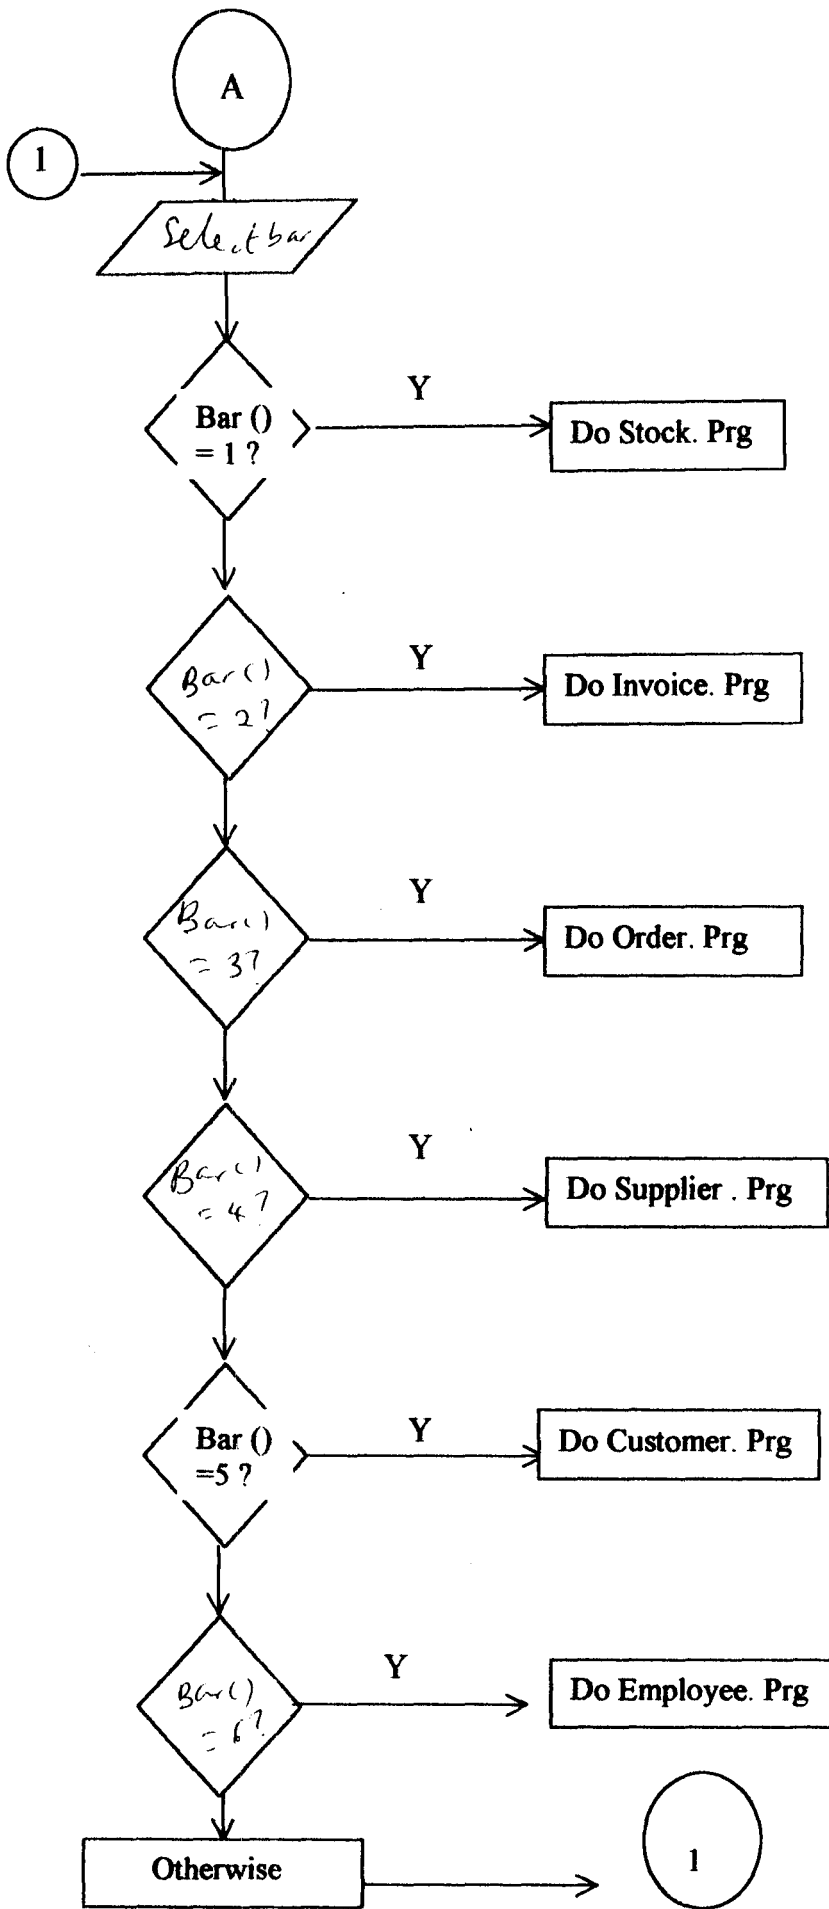 A
1
Select bar
Bar ()
= 1 ?
Y
Do Stock. Prg
Bar()
= 2?
Y
Do Invoice. Prg
Bar()
= 3?
Y
Do Order. Prg
Bar()
= 4?
Y
Do Supplier . Prg
Bar ()
=5 ?
Y
Do Customer. Prg
Bar()
= 6?
Y
Do Employee. Prg
Otherwise
1